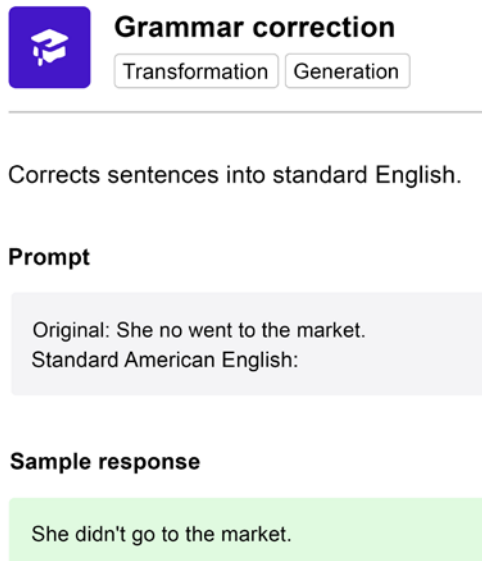 Grammar correction
Transformation Generation
Corrects sentences into standard English.
Prompt
Original: She no went to the market.
Standard American English:
Sample response
She didn't go to the market.